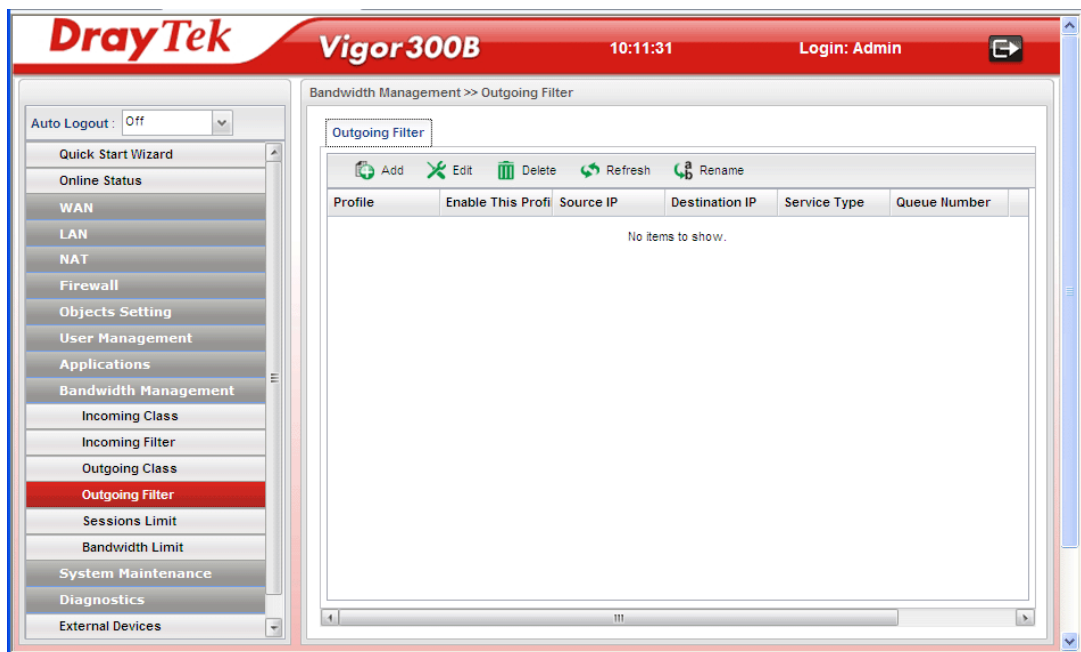 DrayTek
Vigor300B 10:11:31 Login: Admin
Auto Logout : Off
Quick Start Wizard
Online Status
WAN
LAN
NAT
Firewall
Objects Setting
User Management
Applications
Bandwidth Management
Incoming Class
Incoming Filter
Outgoing Class
Outgoing Filter
Sessions Limit
Bandwidth Limit
System Maintenance
Diagnostics
External Devices
Bandwidth Management >> Outgoing Filter
Outgoing Filter
Add Edit Delete Refresh Rename
Profile Enable This Profi Source IP Destination IP Service Type Queue Number
No items to show.